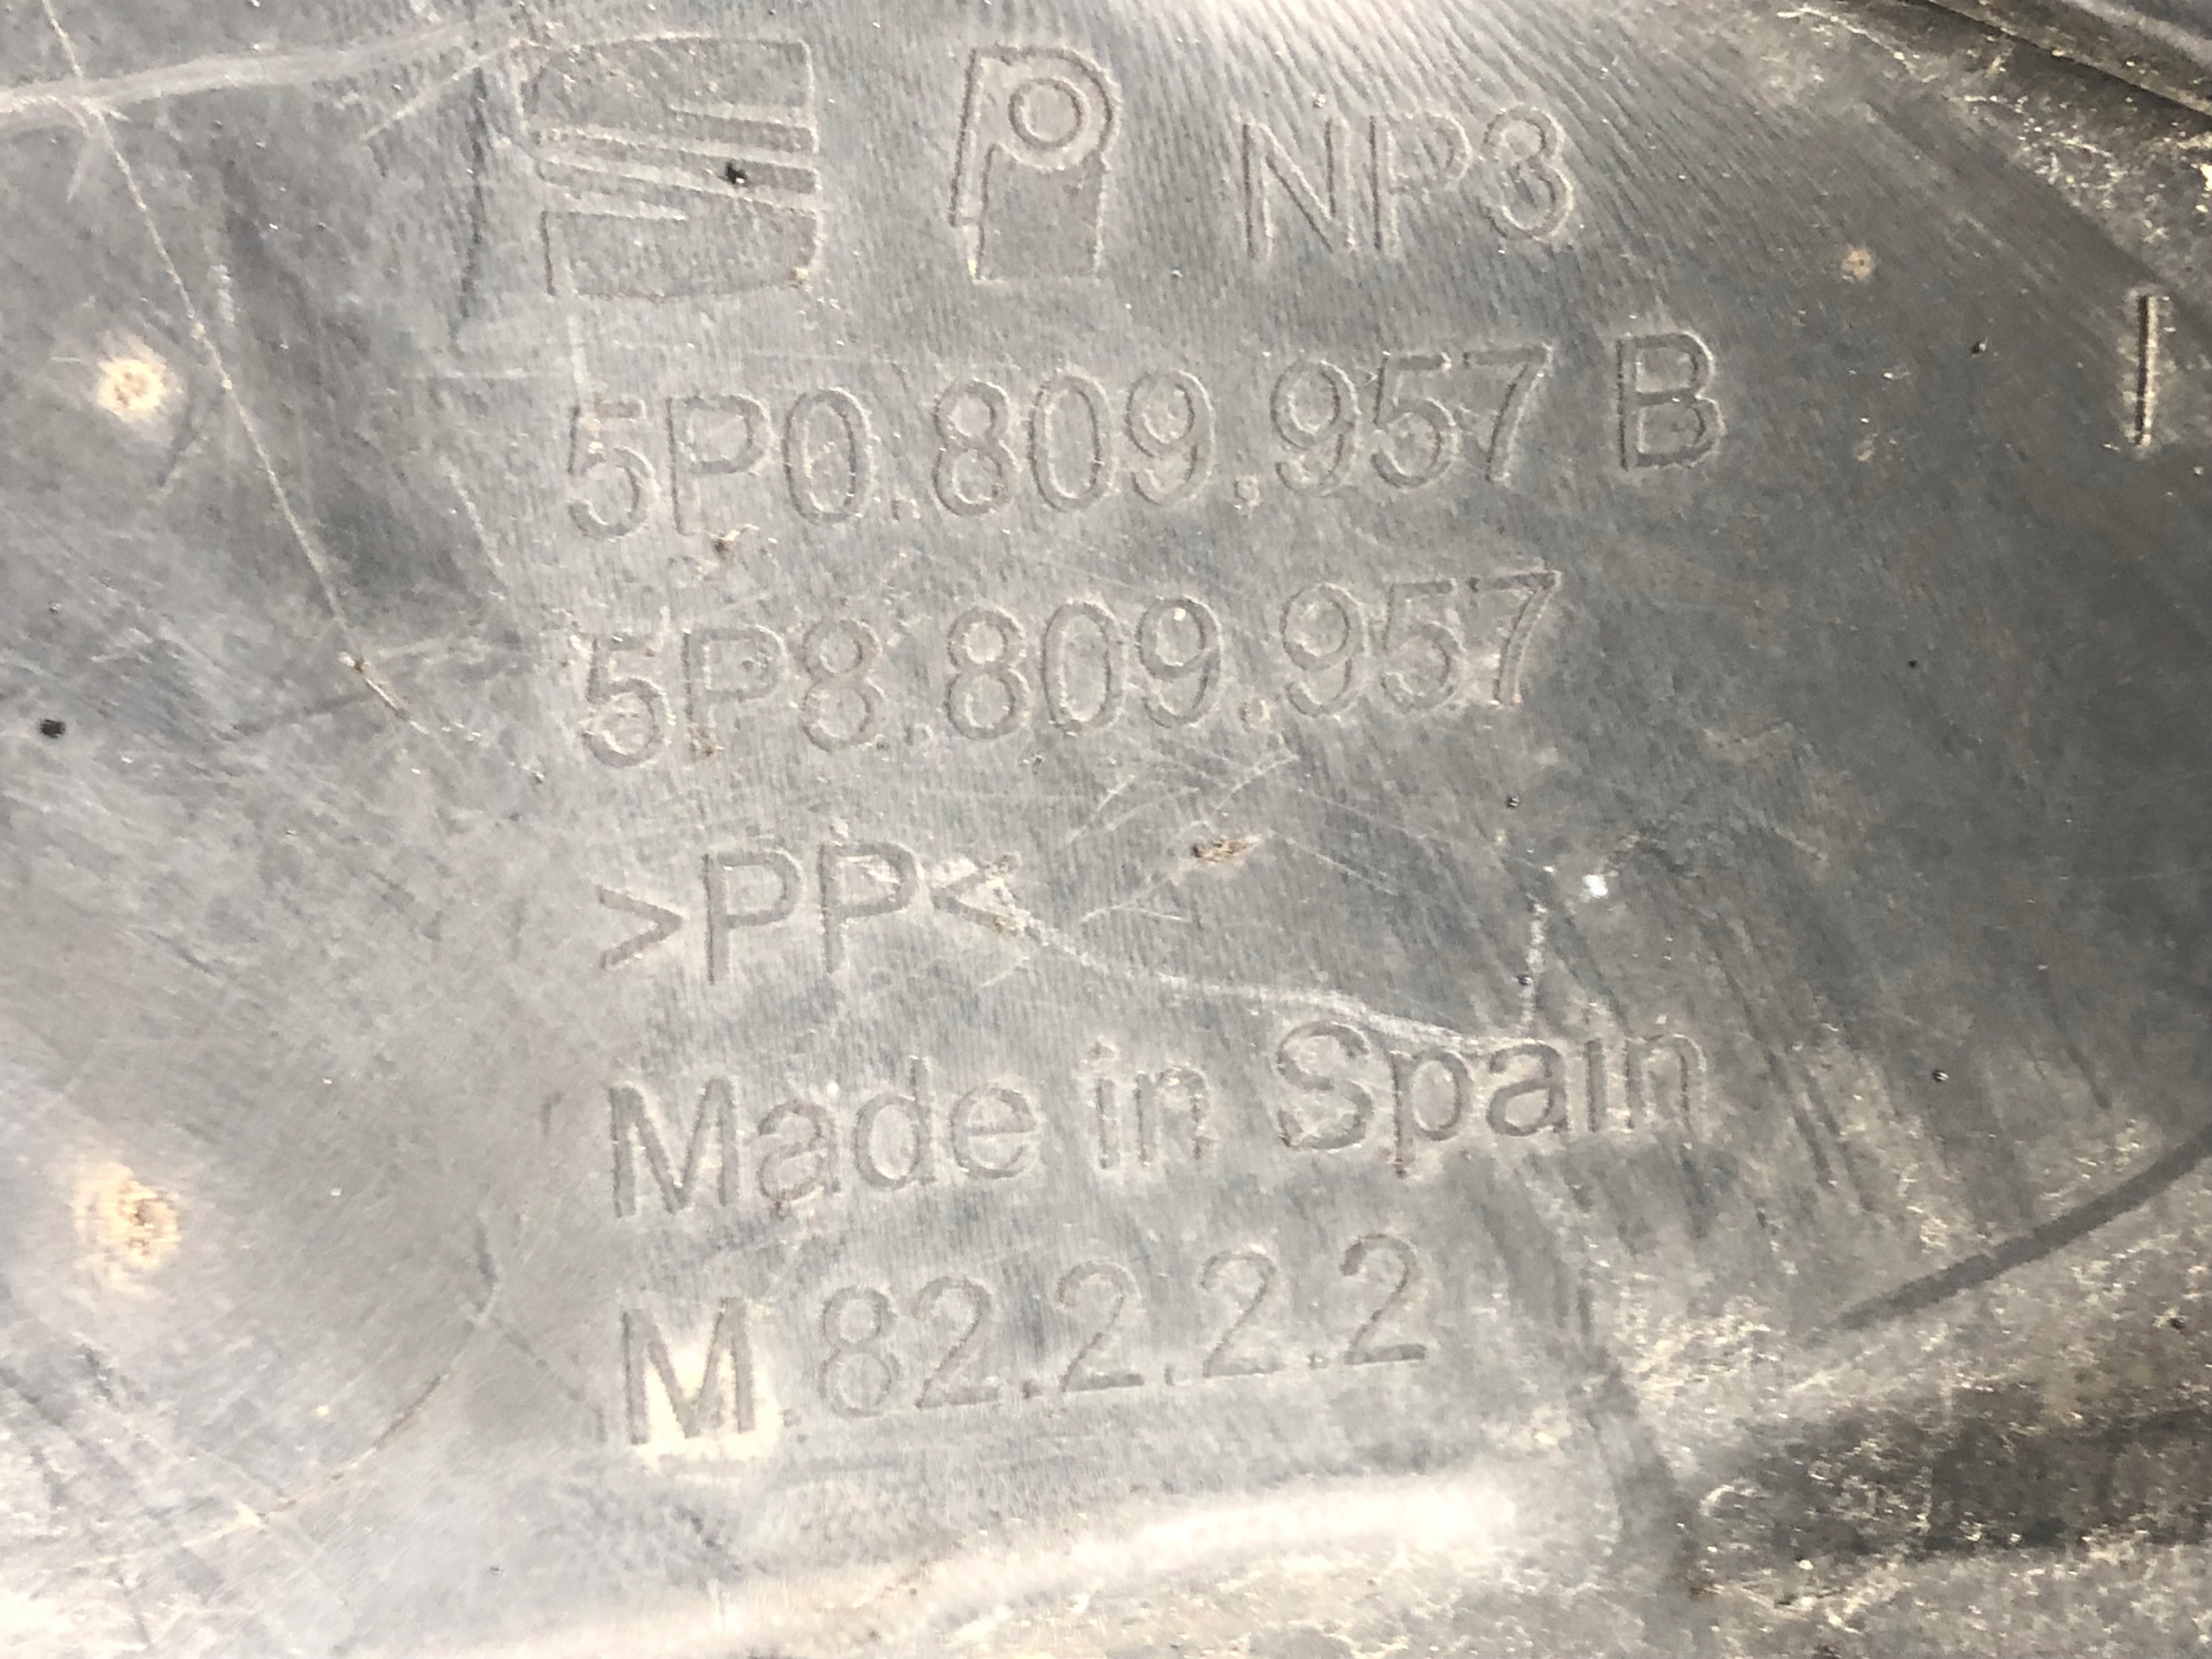 NP3
5P0.809.957 B
5P8.809.957
>PP<
Made in Spain
M.82.2.2.2